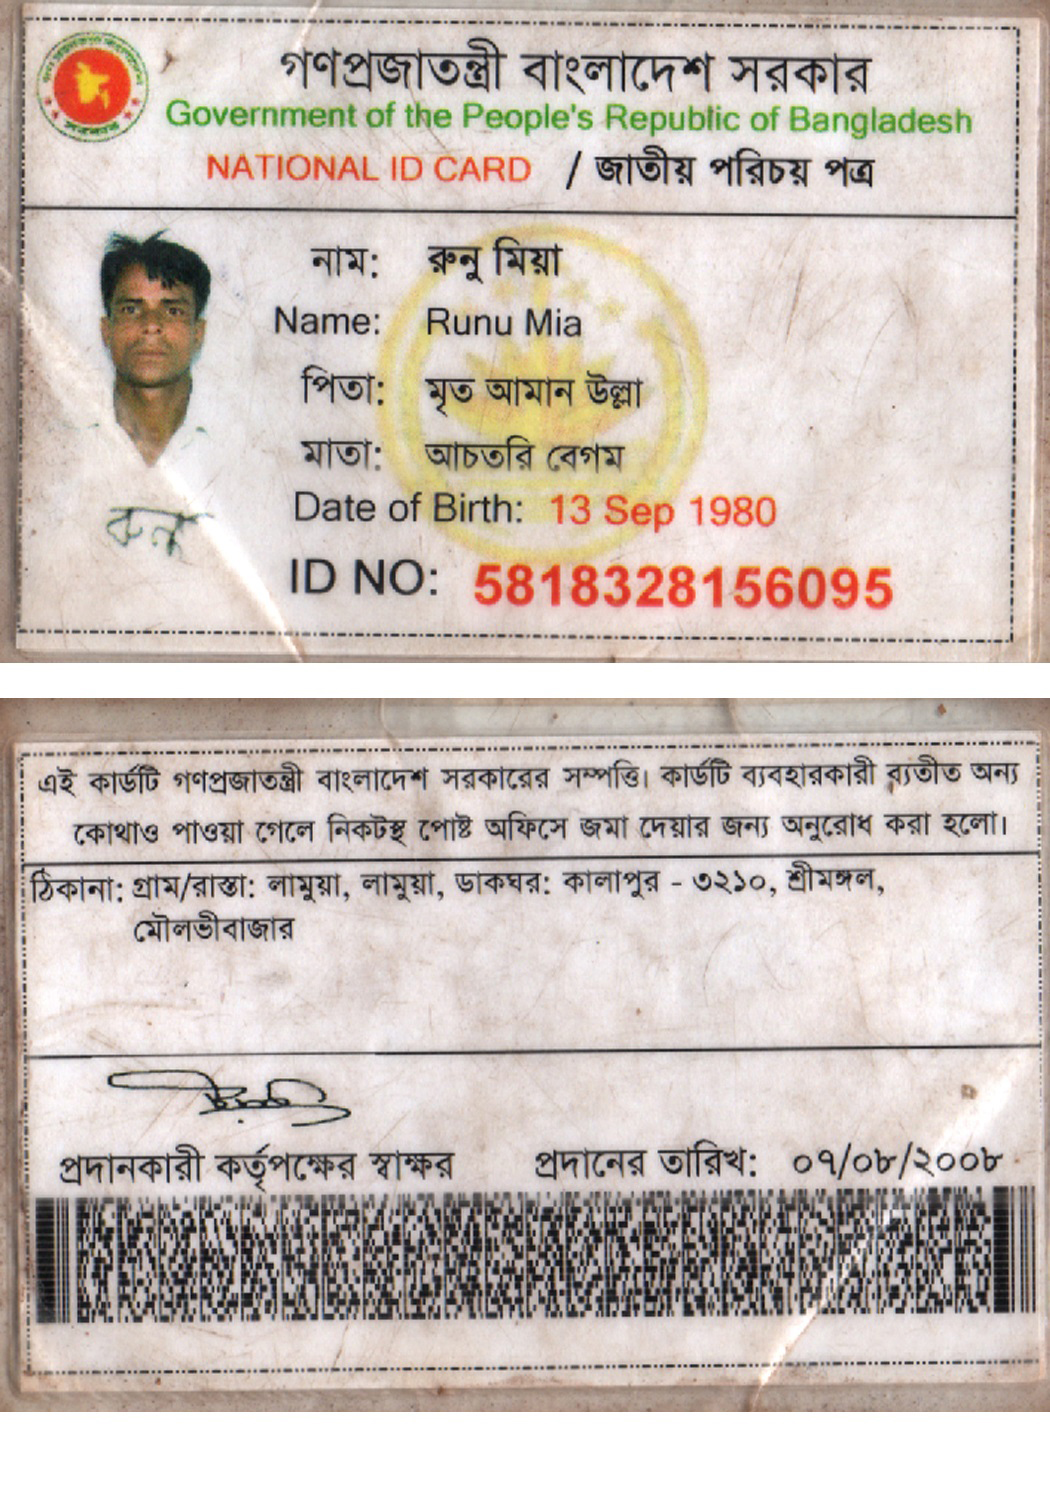 গণপ্রজাতন্ত্রী বাংলাদেশ সরকার
Government of the People's Republic of Bangladesh
NATIONAL ID CARD / জাতীয় পরিচয় পত্র
নাম: রুনু মিয়া
Name: Runu Mia
পিতা: মৃত আমান উল্লা
মাতা: আচতরি বেগম
Date of Birth: 13 Sep 1980
রুনু
ID NO: 5818328156095
এই কার্ডটি গণপ্রজাতন্ত্রী বাংলাদেশ সরকারের সম্পত্তি। কার্ডটি ব্যবহারকারী ব্যতীত অন্য
কোথাও পাওয়া গেলে নিকটস্থ পোষ্ট অফিসে জমা দেয়ার জন্য অনুরোধ করা হলো।
ঠিকানা: গ্রাম/রাস্তা: লামুয়া, লামুয়া, ডাকঘর: কালাপুর - ৩২১০, শ্রীমঙ্গল,
মৌলভীবাজার
প্রদানকারী কর্তৃপক্ষের স্বাক্ষর প্রদানের তারিখ: ০৭/০৮/২০০৮